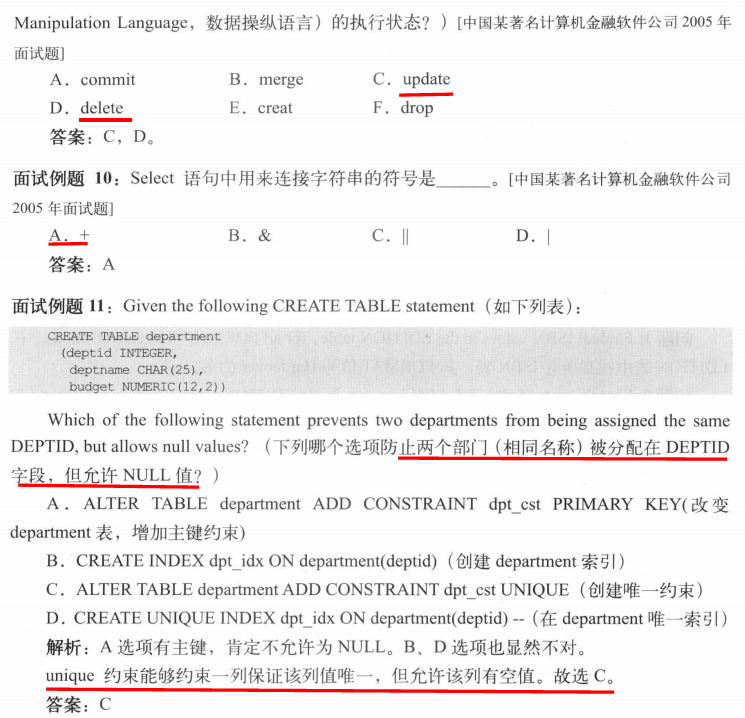 Manipulation Language，数据操纵语言）的执行状态？）[中国某著名计算机金融软件公司 2005 年
面试题]
A．commit B．merge C．update
D．delete E．creat F．drop
答案：C，D。
面试例题 10：Select 语句中用来连接字符串的符号是______。[中国某著名计算机金融软件公司
2005 年面试题]
A．+ B．& C．|| D．|
答案：A
面试例题 11：Given the following CREATE TABLE statement（如下列表）：
CREATE TABLE department
(deptid INTEGER,
deptname CHAR(25),
budget NUMERIC(12,2))
Which of the following statement prevents two departments from being assigned the same
DEPTID, but allows null values?（下列哪个选项防止两个部门（相同名称）被分配在 DEPTID
字段，但允许 NULL 值？）
A．ALTER TABLE department ADD CONSTRAINT dpt_cst PRIMARY KEY(改变
department 表，增加主键约束)
B．CREATE INDEX dpt_idx ON department(deptid)（创建 department 索引）
C．ALTER TABLE department ADD CONSTRAINT dpt_cst UNIQUE（创建唯一约束）
D．CREATE UNIQUE INDEX dpt_idx ON department(deptid) --（在 department 唯一索引）
解析：A 选项有主键，肯定不允许为 NULL。B、D 选项也显然不对。
unique 约束能够约束一列保证该列值唯一，但允许该列有空值。故选 C。
答案：C